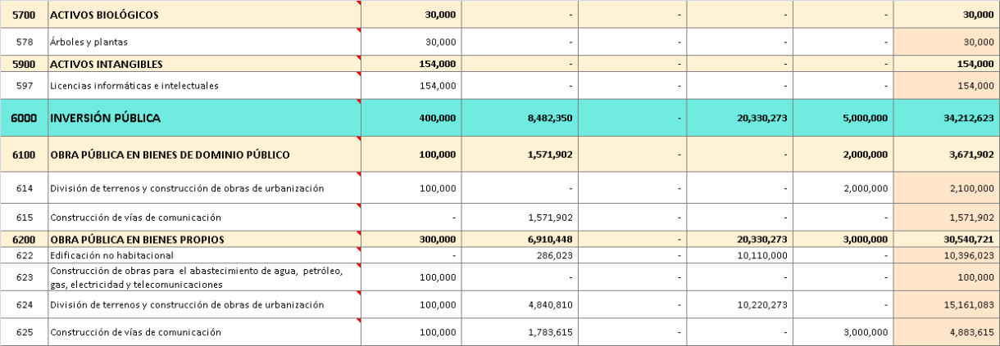 5700 ACTIVOS BIOLÓGICOS 30,000 - - - - 30,000
578 Árboles y plantas 30,000 - - - - 30,000
5900 ACTIVOS INTANGIBLES 154,000 - - - - 154,000
597 Licencias informáticas e intelectuales 154,000 - - - - 154,000
6000 INVERSIÓN PÚBLICA 400,000 8,482,350 - 20,330,273 5,000,000 34,212,623
6100 OBRA PÚBLICA EN BIENES DE DOMINIO PÚBLICO 100,000 1,571,902 - - 2,000,000 3,671,902
614 División de terrenos y construcción de obras de urbanización 100,000 - - - 2,000,000 2,100,000
615 Construcción de vías de comunicación - 1,571,902 - - - 1,571,902
6200 OBRA PÚBLICA EN BIENES PROPIOS 300,000 6,910,448 - 20,330,273 3,000,000 30,540,721
622 Edificación no habitacional - 286,023 - 10,110,000 - 10,396,023
623 Construcción de obras para el abastecimiento de agua, petróleo,
gas, electricidad y telecomunicaciones 100,000 - - - - 100,000
624 División de terrenos y construcción de obras de urbanización 100,000 4,840,810 - 10,220,273 - 15,161,083
625 Construcción de vías de comunicación 100,000 1,783,615 - - 3,000,000 4,883,615